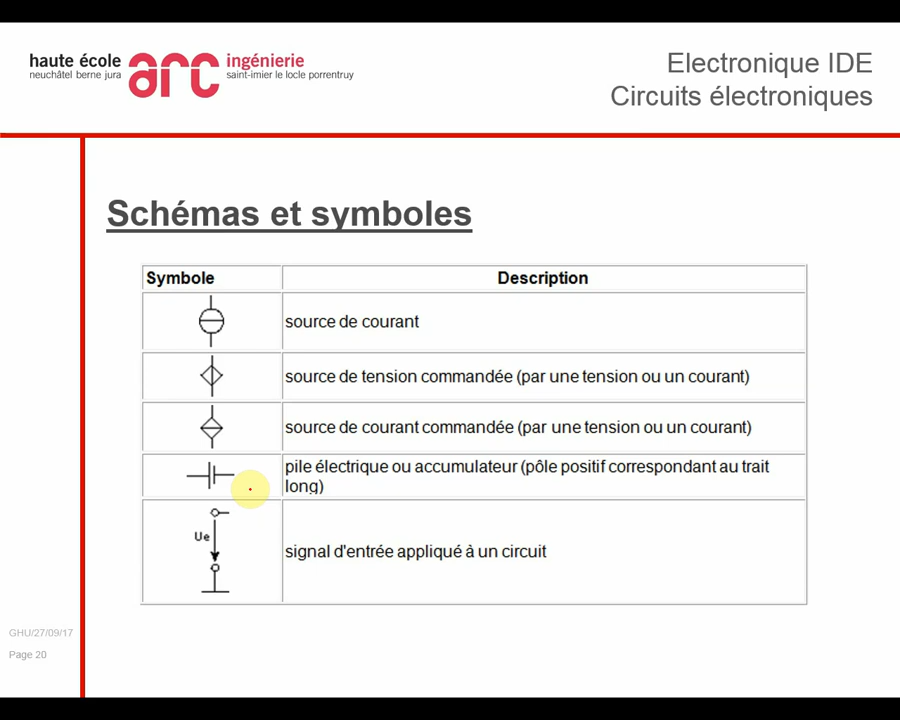 haute école
neuchâtel berne jura
arc
ingénierie
saint-imier le locle porrentruy
Electronique IDE
Circuits électroniques
Schémas et symboles
Symbole
Description
source de courant
source de tension commandée (par une tension ou un courant)
source de courant commandée (par une tension ou un courant)
pile électrique ou accumulateur (pôle positif correspondant au trait
long)
Ue
signal d'entrée appliqué à un circuit
GHU/27/09/17
Page 20